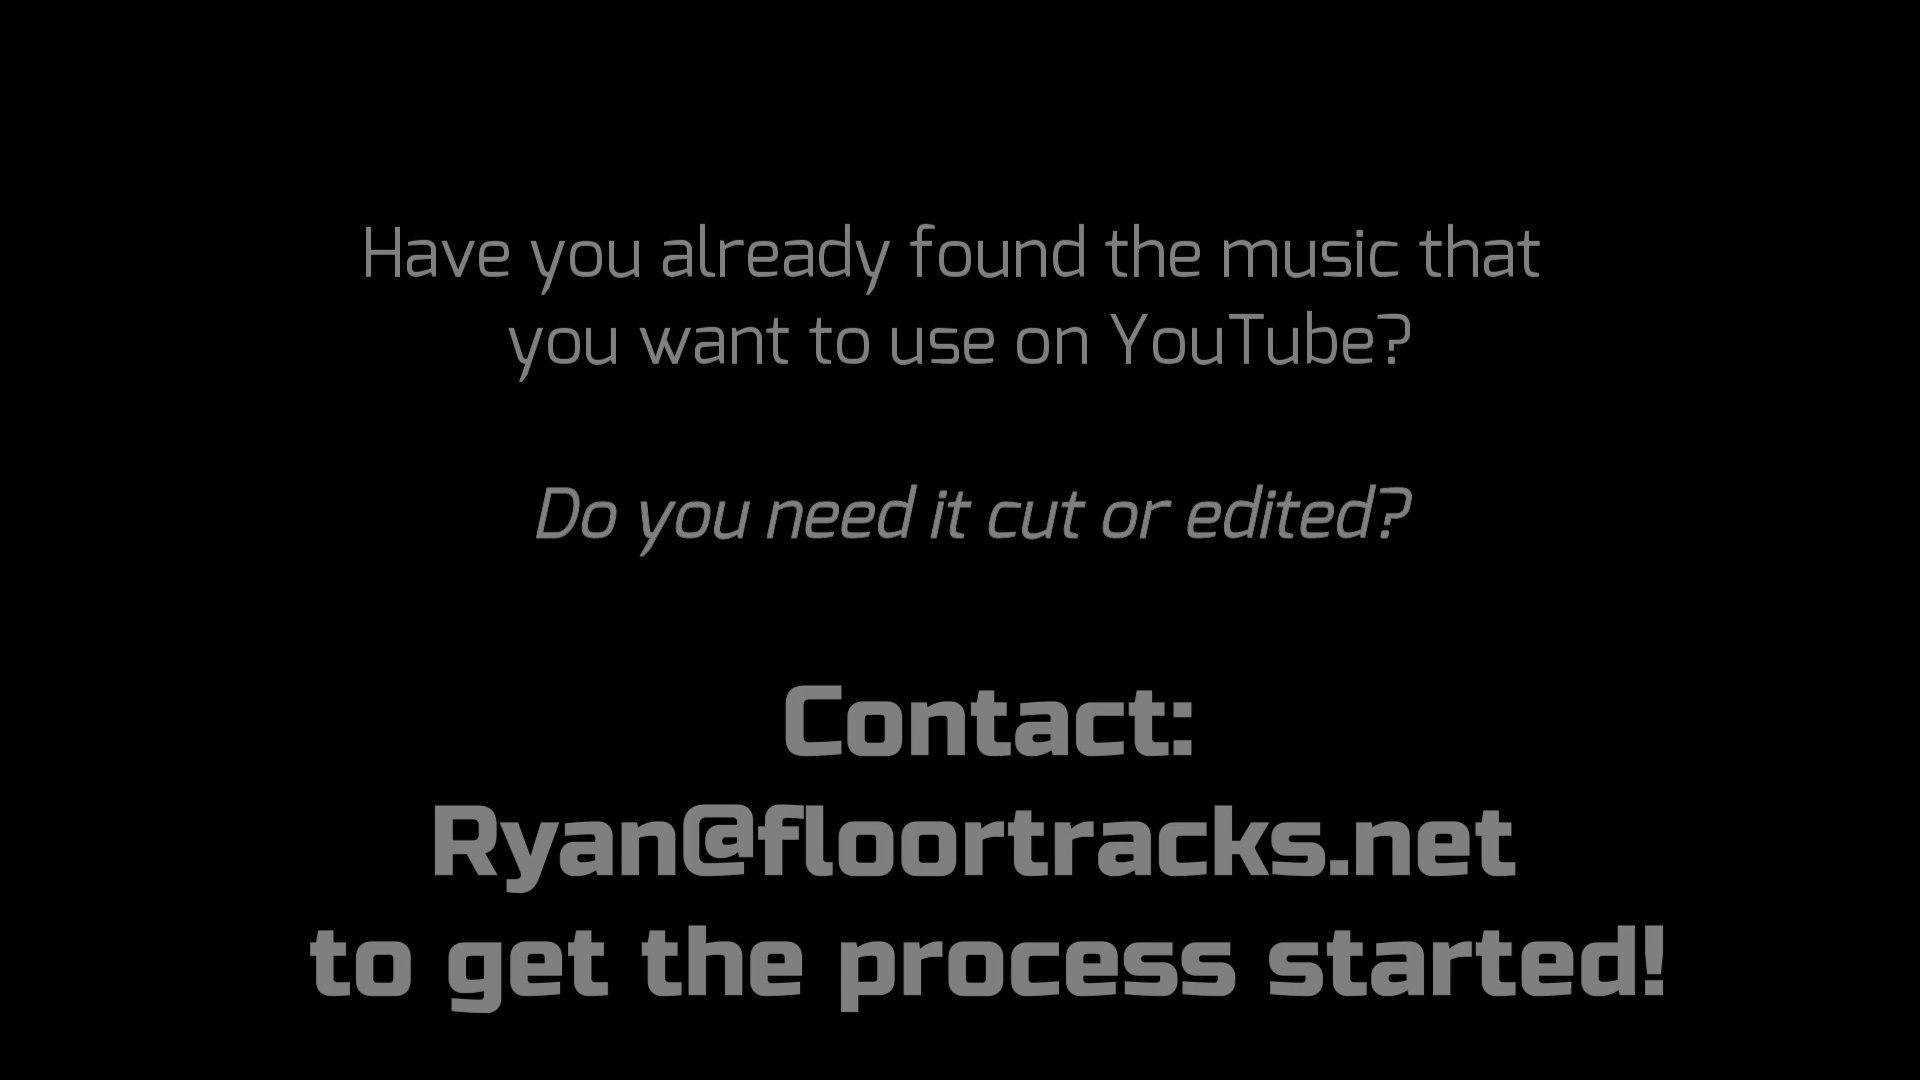 Have you already found the music that
you want to use on YouTube?
Do you need it cut or edited?
Contact:
Ryan@floortracks.net
to get the process started!